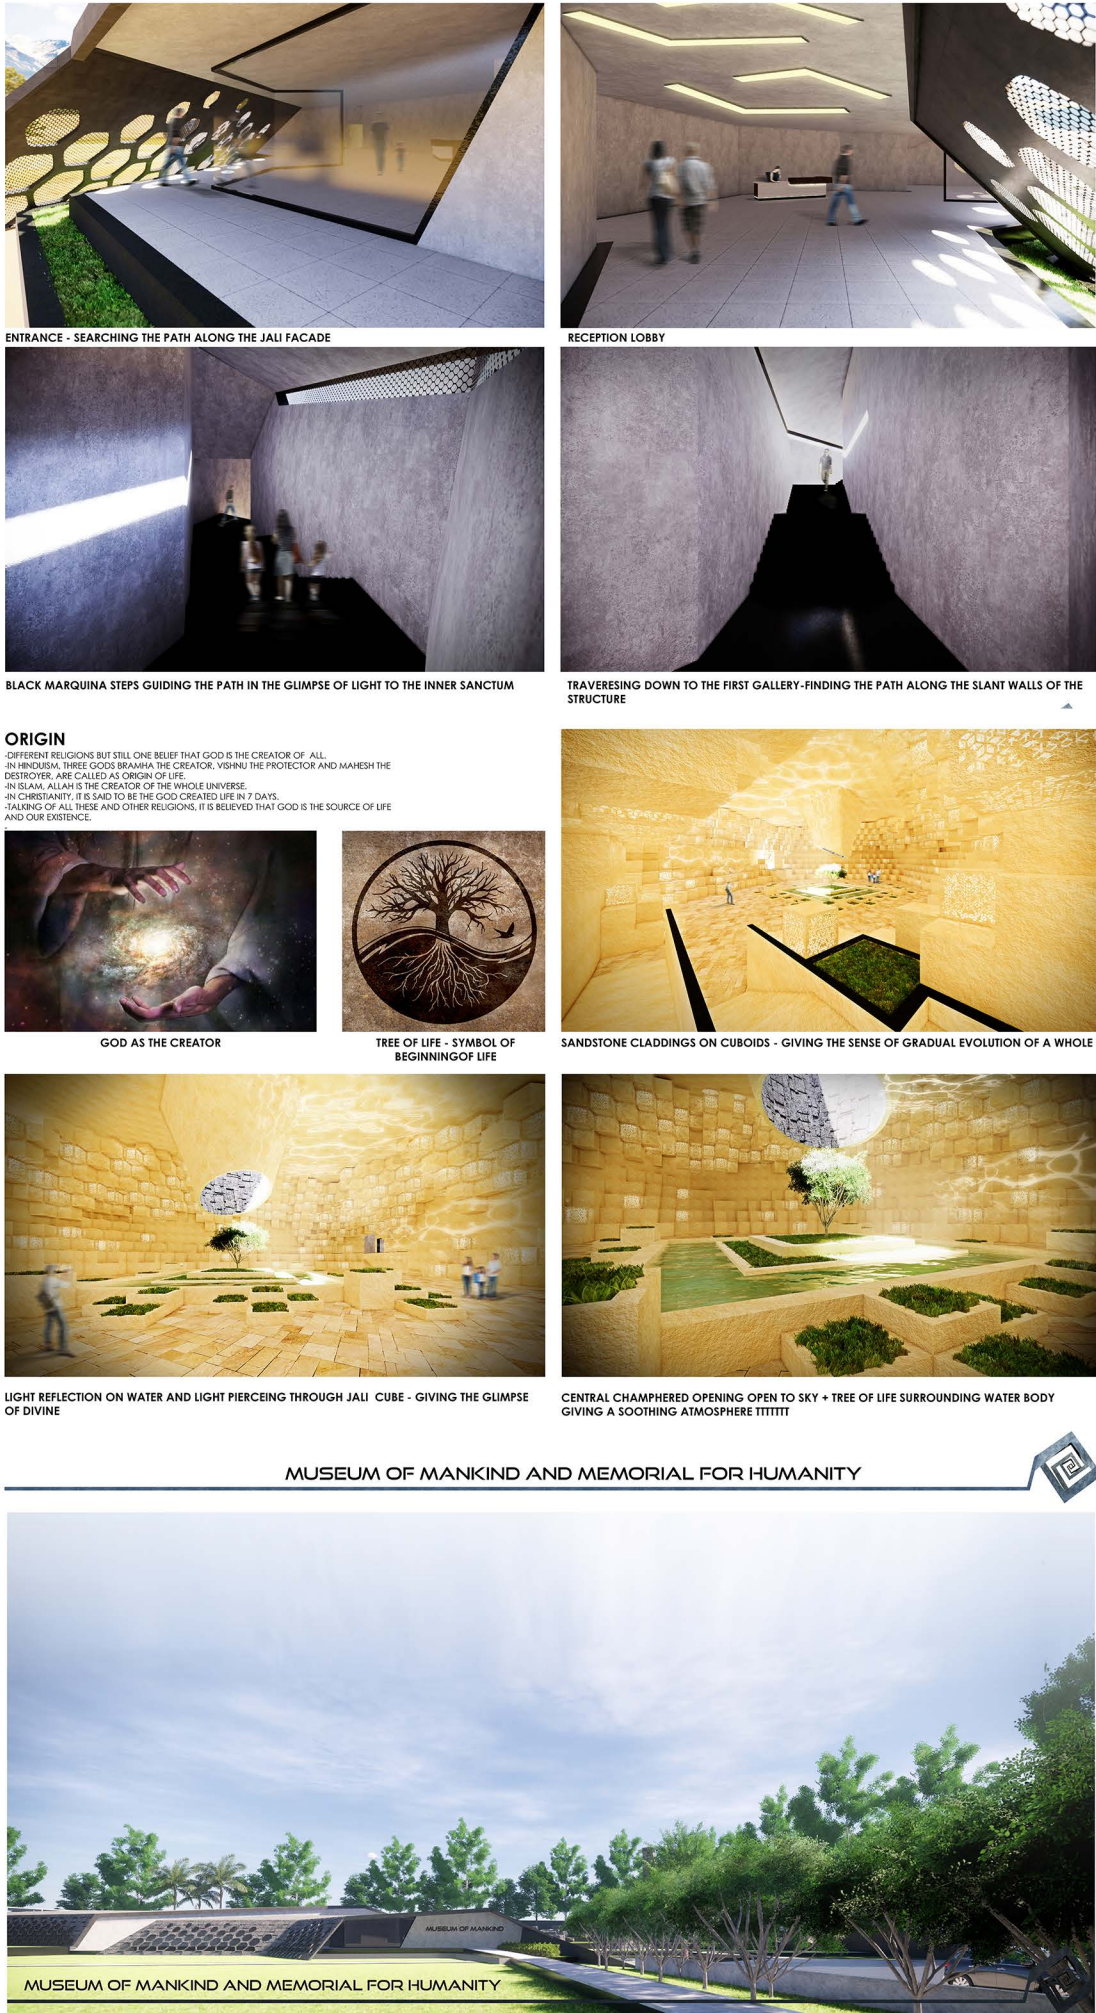 ENTRANCE - SEARCHING THE PATH ALONG THE JALI FACADE
RECEPTION LOBBY
BLACK MARQUINA STEPS GUIDING THE PATH IN THE GLIMPSE OF LIGHT TO THE INNER SANCTUM
TRAVERESING DOWN TO THE FIRST GALLERY-FINDING THE PATH ALONG THE SLANT WALLS OF THE
STRUCTURE
ORIGIN
-DIFFERENT RELIGIONS BUT STILL ONE BELIEF THAT GOD IS THE CREATOR OF ALL.
-IN HINDUISM, THREE GODS BRAMHA THE CREATOR, VISHNU THE PROTECTOR AND MAHESH THE
DESTROYER, ARE CALLED AS ORIGIN OF LIFE.
-IN ISLAM, ALLAH IS THE CREATOR OF THE WHOLE UNIVERSE.
-IN CHRISTIANITY, IT IS SAID TO BE THE GOD CREATED LIFE IN 7 DAYS.
-TALKING OF ALL THESE AND OTHER RELIGIONS, IT IS BELIEVED THAT GOD IS THE SOURCE OF LIFE
AND OUR EXISTENCE.
GOD AS THE CREATOR
TREE OF LIFE - SYMBOL OF
BEGINNINGOF LIFE
SANDSTONE CLADDINGS ON CUBOIDS - GIVING THE SENSE OF GRADUAL EVOLUTION OF A WHOLE
LIGHT REFLECTION ON WATER AND LIGHT PIERCEING THROUGH JALI CUBE - GIVING THE GLIMPSE
OF DIVINE
CENTRAL CHAMPHERED OPENING OPEN TO SKY + TREE OF LIFE SURROUNDING WATER BODY
GIVING A SOOTHING ATMOSPHERE TTTTTTT
MUSEUM OF MANKIND AND MEMORIAL FOR HUMANITY
MUSEUM OF MANKIND
MUSEUM OF MANKIND AND MEMORIAL FOR HUMANITY